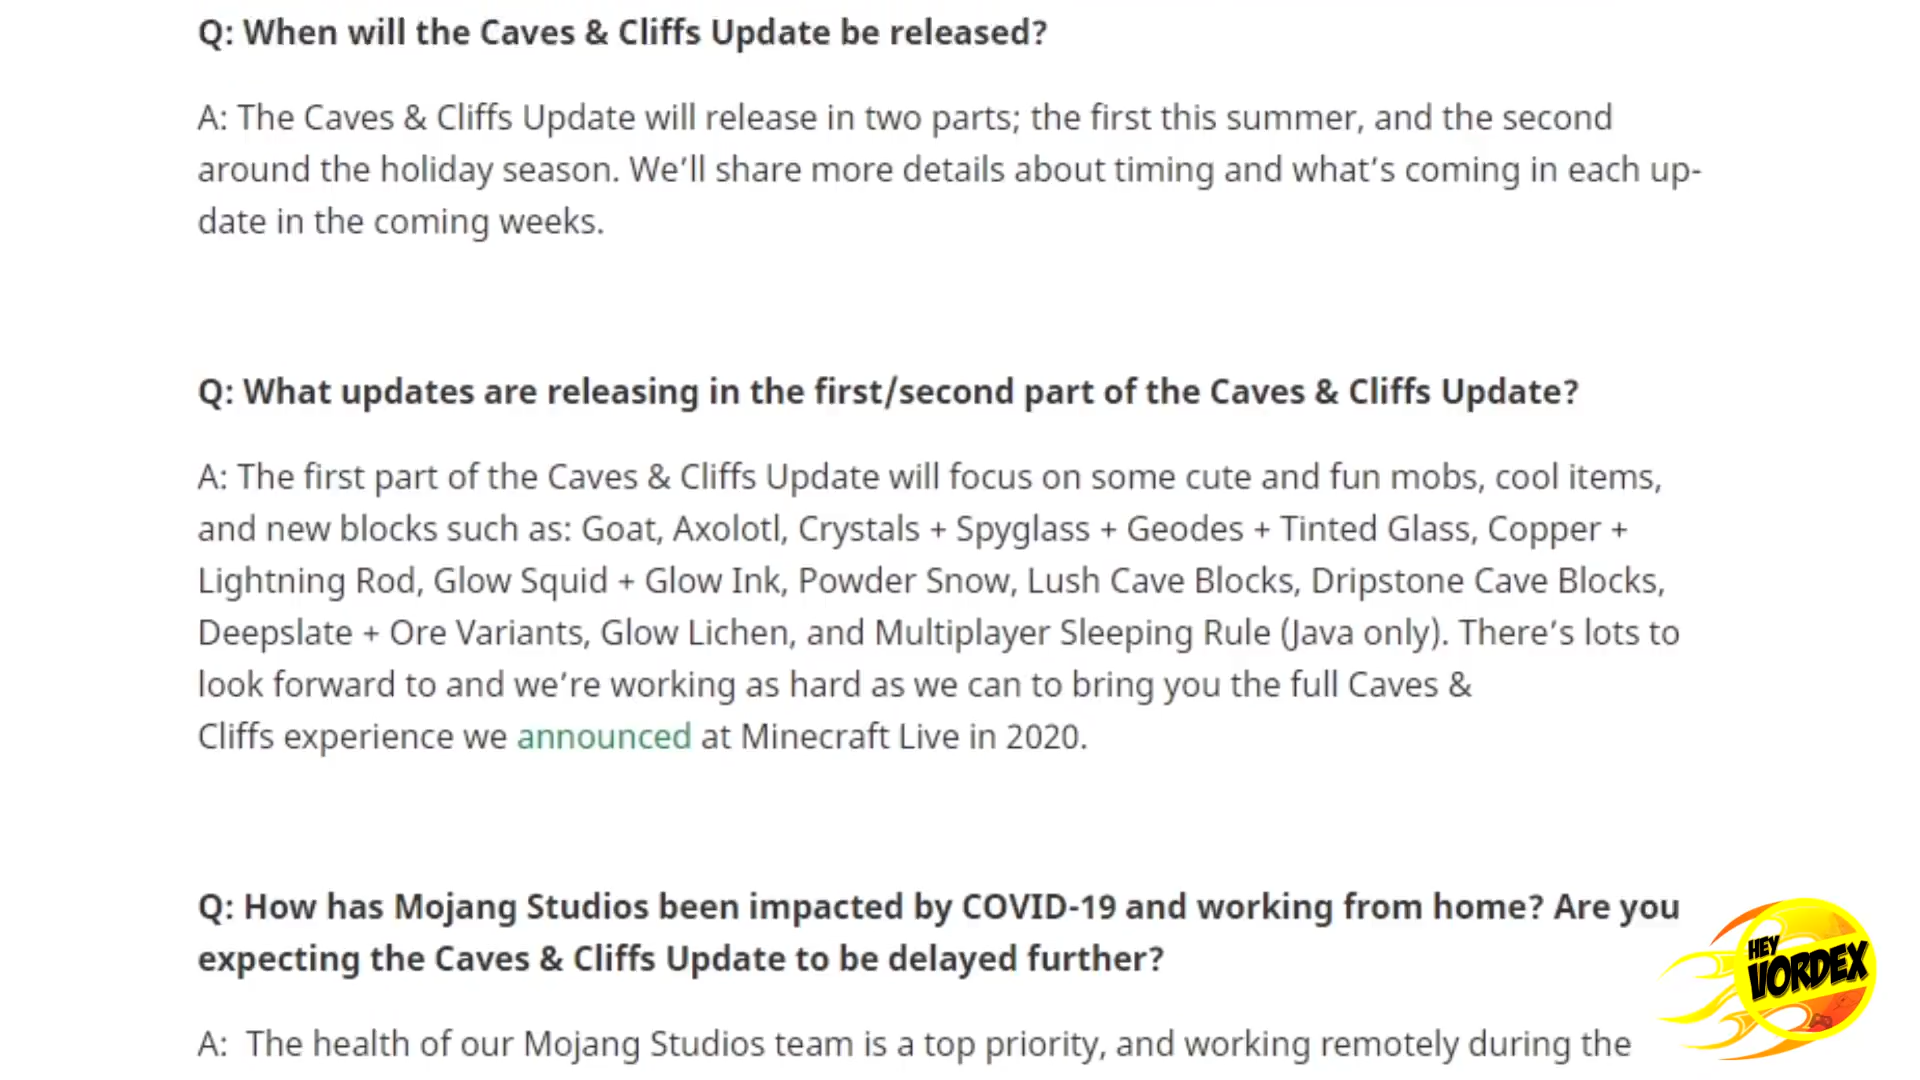 Q: When will the Caves & Cliffs Update be released?
A: The Caves & Cliffs Update will release in two parts; the first this summer, and the second
around the holiday season. We’ll share more details about timing and what’s coming in each up-
date in the coming weeks.
Q: What updates are releasing in the first/second part of the Caves & Cliffs Update?
A:  The first part of the Caves & Cliffs Update will focus on some cute and fun mobs, cool items,
and new blocks such as: Goat, Axolotl, Crystals + Spyglass + Geodes + Tinted Glass, Copper +
Lightning Rod, Glow Squid + Glow Ink, Powder Snow, Lush Cave Blocks, Dripstone Cave Blocks,
Deepslate + Ore Variants, Glow Lichen, and Multiplayer Sleeping Rule (Java only). There’s lots to
look forward to and we’re working as hard as we can to bring you the full Caves &
Cliffs experience we announced at Minecraft Live in 2020.
Q: How has Mojang Studios been impacted by COVID-19 and working from home? Are you
expecting the Caves & Cliffs Update to be delayed further?
A:  The health of our Mojang Studios team is a top priority, and working remotely during the
HEY
VORDEX